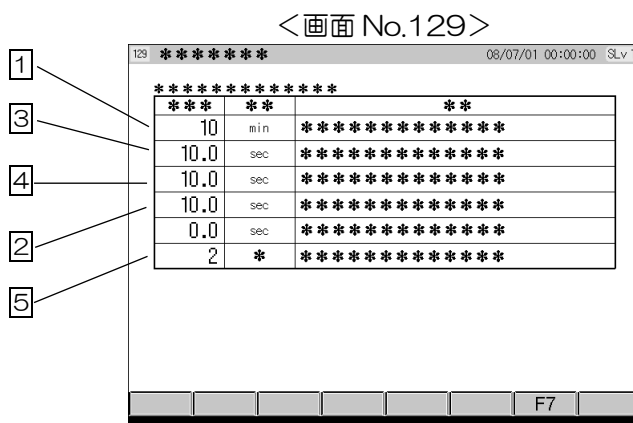 <画面 No.129>
129 ******* 08/07/01 00:00:00 SLv
*************
*** ** **
10 min *************
10.0 sec *************
10.0 sec *************
10.0 sec *************
0.0 sec *************
2 * *************
1
3
4
2
5
F7